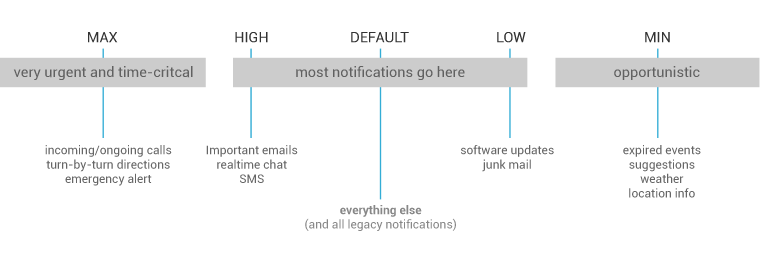 MAX HIGH DEFAULT LOW MIN
very urgent and time-critcal most notifications go here opportunistic
incoming/ongoing calls
turn-by-turn directions
emergency alert
Important emails
realtime chat
SMS
everything else
(and all legacy notifications)
software updates
junk mail
expired events
suggestions
weather
location info